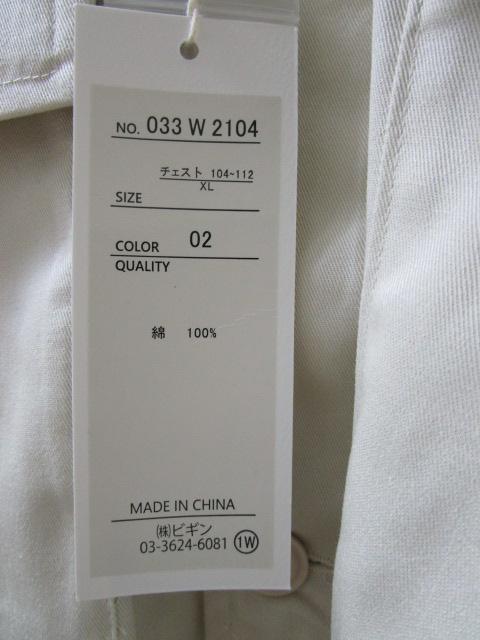 NO. 033 W 2104
チェスト 104~112
XL
SIZE
COLOR 02
QUALITY
綿 100%
MADE IN CHINA
㈱ビギン
03-3624-6081 1W